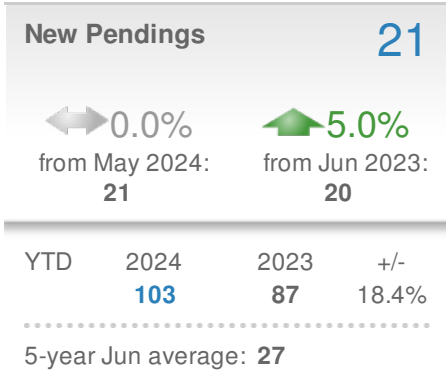 New Pendings 21
0.0% 5.0%
from May 2024: from Jun 2023:
21 20
YTD 2024 2023 +/-
103 87 18.4%
5-year Jun average: 27